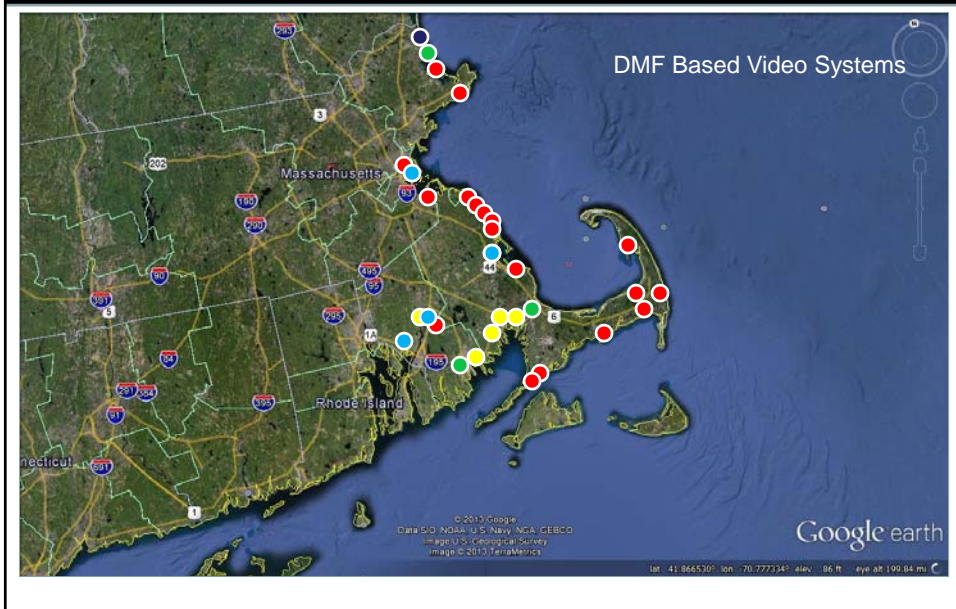 293
N
DMF Based Video Systems
3
202
Massachusetts
93
190
290
495
44
90
95
391
5
295
6
1A
84
195
291
384
395
Rhode Island
91
necticut
691
1
© 2013 Google
Data SIO, NOAA, U.S. Navy, NGA, GEBCO
Image U.S. Geological Survey
Image © 2013 TerraMetrics
Google earth
lat 41.866530° lon -70.777334° elev 86 ft eye alt 199.84 mi